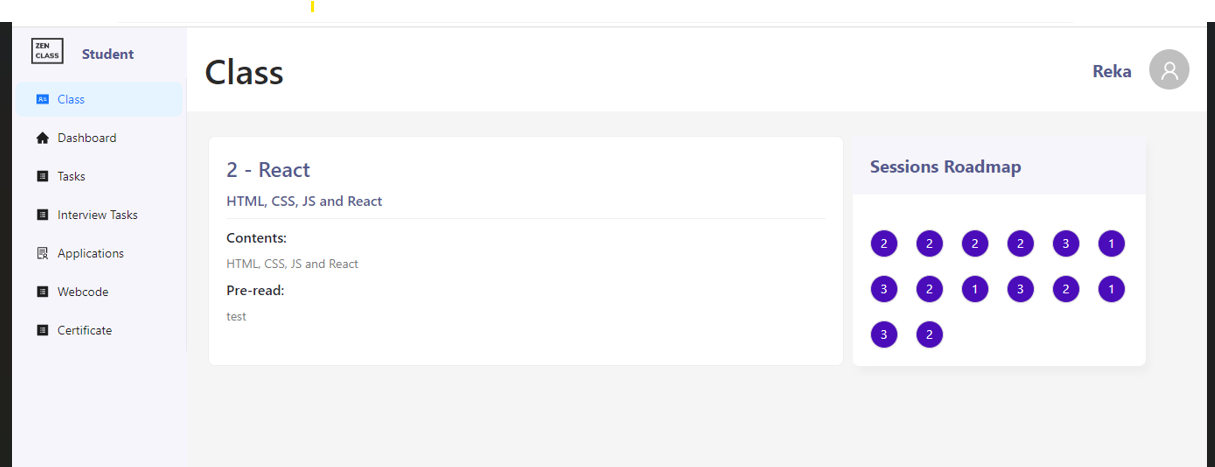 ZEN
CLASS
Student
Class
Dashboard
Tasks
Interview Tasks
Applications
Webcode
Certificate
Class
Reka
2 - React
HTML, CSS, JS and React
Contents:
HTML, CSS, JS and React
Pre-read:
test
Sessions Roadmap
2 2 2 2 3 1
3 2 1 3 2 1
3 2